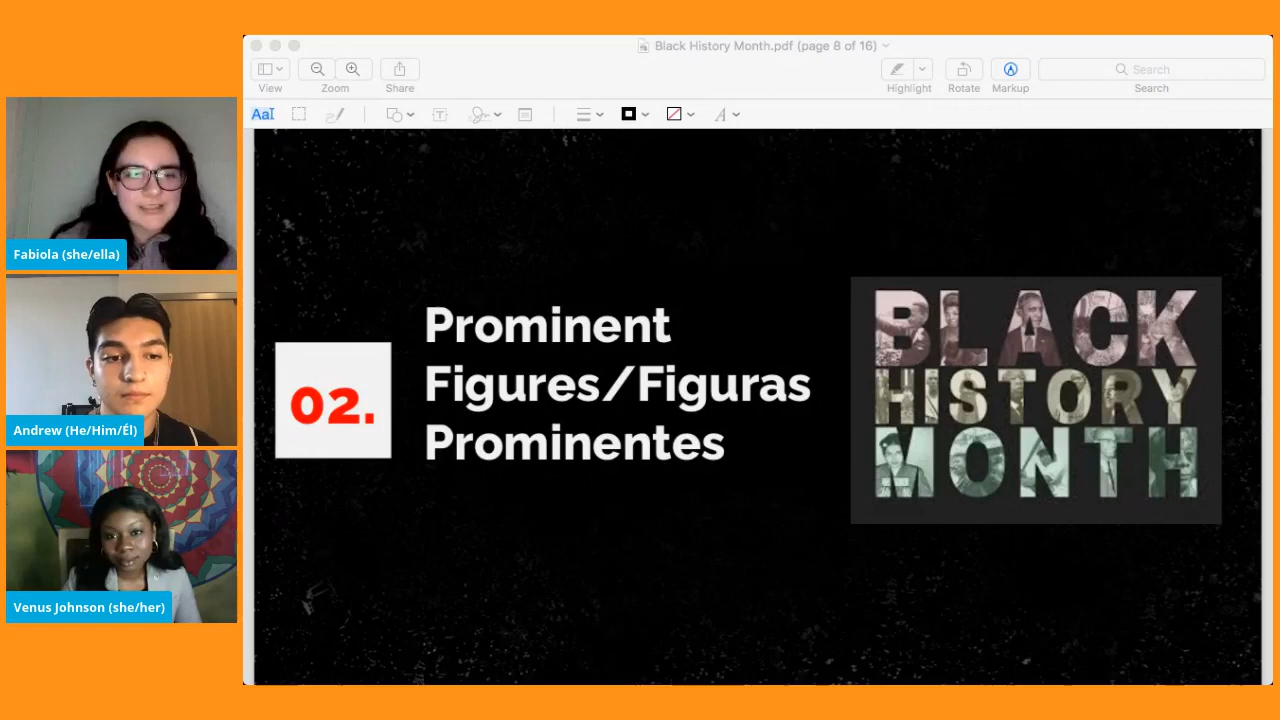 Black History Month.pdf (page 8 of 16)
View
Zoom
Share
Highlight
Rotate
Markup
Search
Search
AaI
T
A
Fabiola (she/ella)
Andrew (He/Him/Él)
Venus Johnson (she/her)
02.
Prominent
Figures/Figuras
Prominentes
BLACK
HISTORY
MONTH